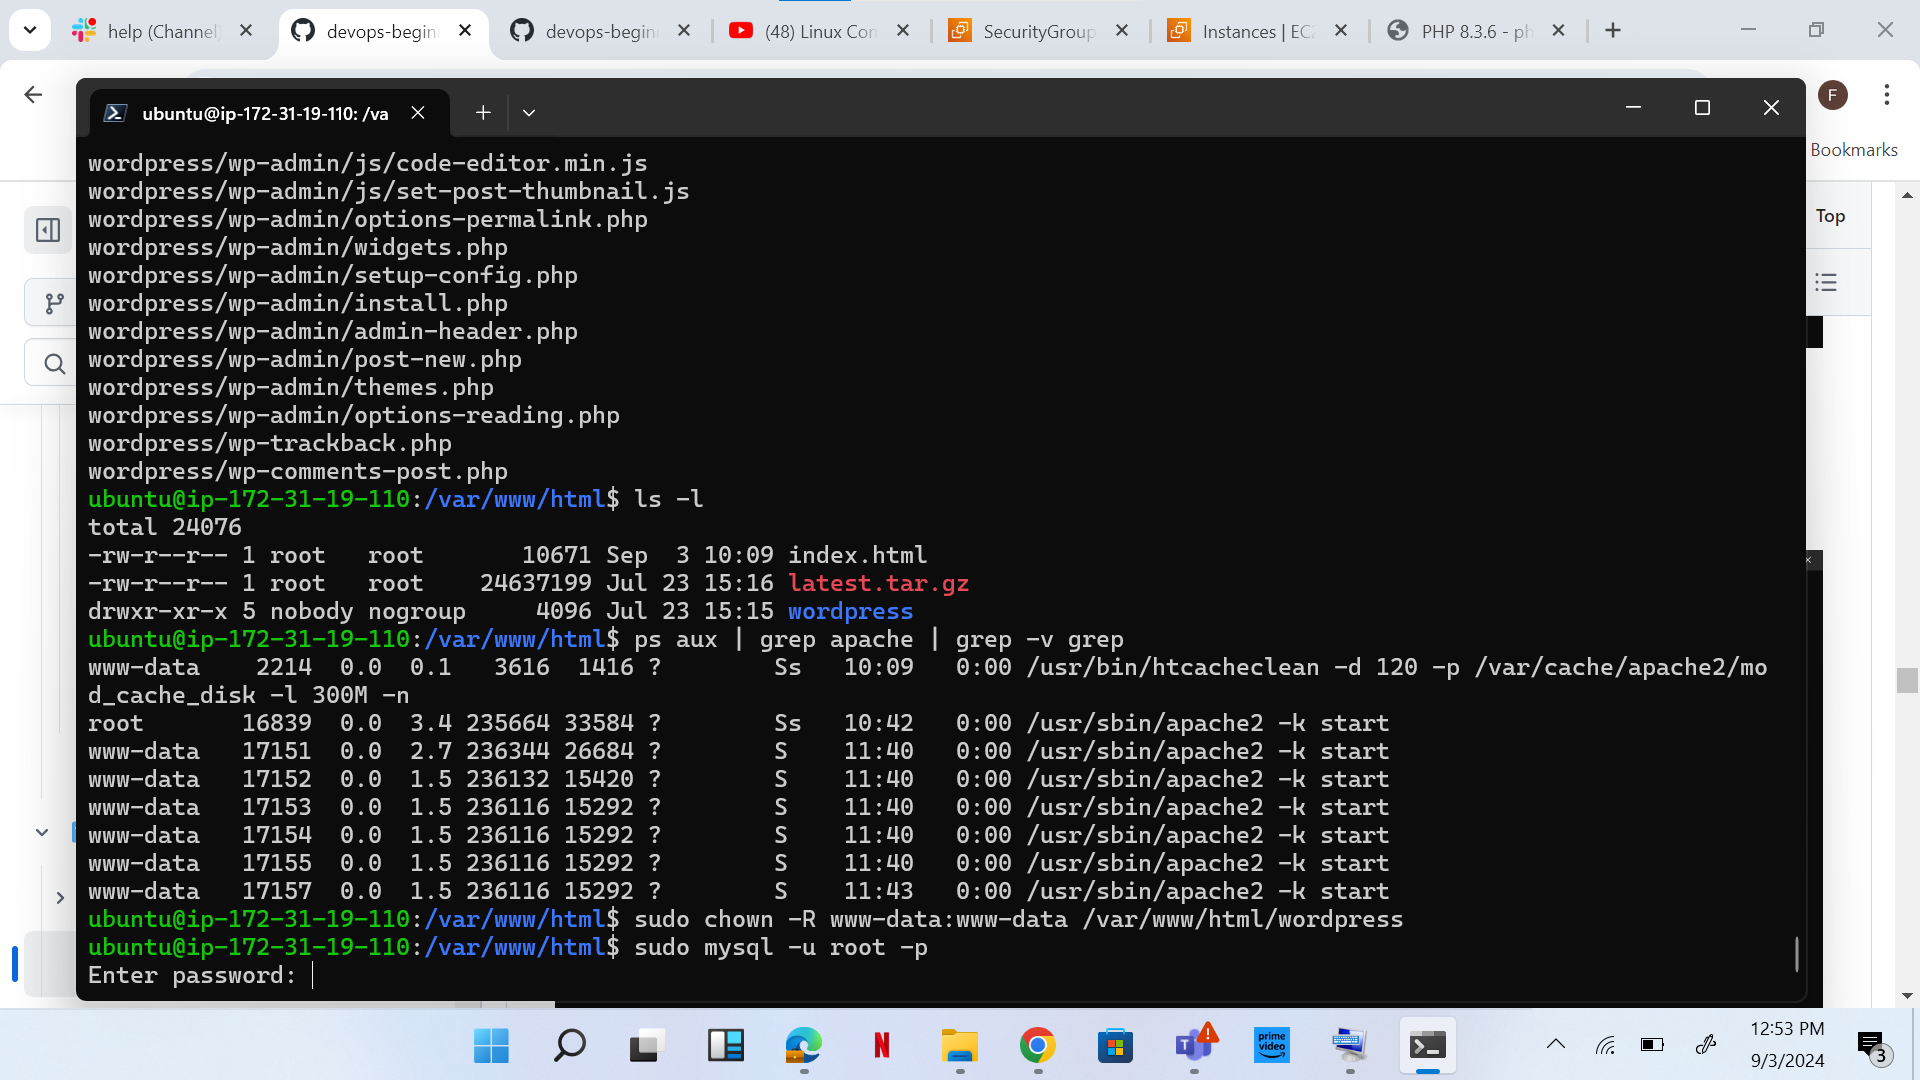 help (Channel
devops-begin
devops-begin
(48) Linux Con
SecurityGroup
Instances | EC2
PHP 8.3.6 - ph
F
Bookmarks
Top
ubuntu@ip-172-31-19-110: /va
wordpress/wp-admin/js/code-editor.min.js
wordpress/wp-admin/js/set-post-thumbnail.js
wordpress/wp-admin/options-permalink.php
wordpress/wp-admin/widgets.php
wordpress/wp-admin/setup-config.php
wordpress/wp-admin/install.php
wordpress/wp-admin/admin-header.php
wordpress/wp-admin/post-new.php
wordpress/wp-admin/themes.php
wordpress/wp-admin/options-reading.php
wordpress/wp-trackback.php
wordpress/wp-comments-post.php
ubuntu@ip-172-31-19-110:/var/www/html$ ls -l
total 24076
-rw-r--r-- 1 root   root       10671 Sep  3 10:09 index.html
-rw-r--r-- 1 root   root    24637199 Jul 23 15:16 latest.tar.gz
drwxr-xr-x 5 nobody nogroup     4096 Jul 23 15:15 wordpress
ubuntu@ip-172-31-19-110:/var/www/html$ ps aux | grep apache | grep -v grep
www-data    2214  0.0  0.1   3616  1416 ?        Ss   10:09   0:00 /usr/bin/htcacheclean -d 120 -p /var/cache/apache2/mo
d_cache_disk -l 300M -n
root       16839  0.0  3.4 235664 33584 ?        Ss   10:42   0:00 /usr/sbin/apache2 -k start
www-data   17151  0.0  2.7 236344 26684 ?        S    11:40   0:00 /usr/sbin/apache2 -k start
www-data   17152  0.0  1.5 236132 15420 ?        S    11:40   0:00 /usr/sbin/apache2 -k start
www-data   17153  0.0  1.5 236116 15292 ?        S    11:40   0:00 /usr/sbin/apache2 -k start
www-data   17154  0.0  1.5 236116 15292 ?        S    11:40   0:00 /usr/sbin/apache2 -k start
www-data   17155  0.0  1.5 236116 15292 ?        S    11:40   0:00 /usr/sbin/apache2 -k start
www-data   17157  0.0  1.5 236116 15292 ?        S    11:43   0:00 /usr/sbin/apache2 -k start
ubuntu@ip-172-31-19-110:/var/www/html$ sudo chown -R www-data:www-data /var/www/html/wordpress
ubuntu@ip-172-31-19-110:/var/www/html$ sudo mysql -u root -p
Enter password:
N
prime video
12:53 PM
9/3/2024
3